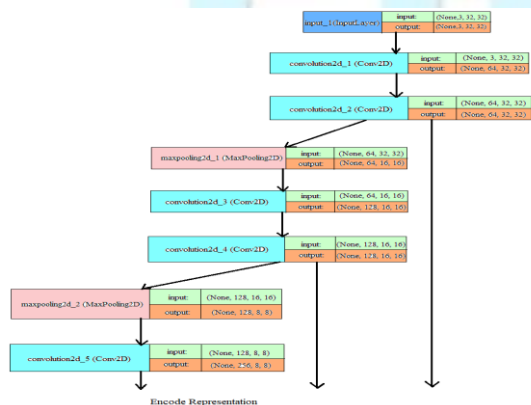 input_1 (InputLayer) input: (None,3, 32, 32)
output: (None,3, 32, 32)
convolution2d_1 (Conv2D) input: (None, 3, 32, 32)
output: (None, 64, 32, 32)
convolution2d_2 (Conv2D) input: (None, 64, 32, 32)
output: (None, 64, 32, 32)
maxpooling2d_1 (MaxPooling2D) input: (None, 64, 32, 32)
output: (None, 64, 16, 16)
convolution2d_3 (Conv2D) input: (None, 64, 16, 16)
output: (None, 128, 16, 16)
convolution2d_4 (Conv2D) input: (None, 128, 16, 16)
output: (None, 128, 16, 16)
maxpooling2d_2 (MaxPooling2D) input: (None, 128, 16, 16)
output: (None, 128, 8, 8)
convolution2d_5 (Conv2D) input: (None, 128, 8, 8)
output: (None, 256, 8, 8)
Encode Representation